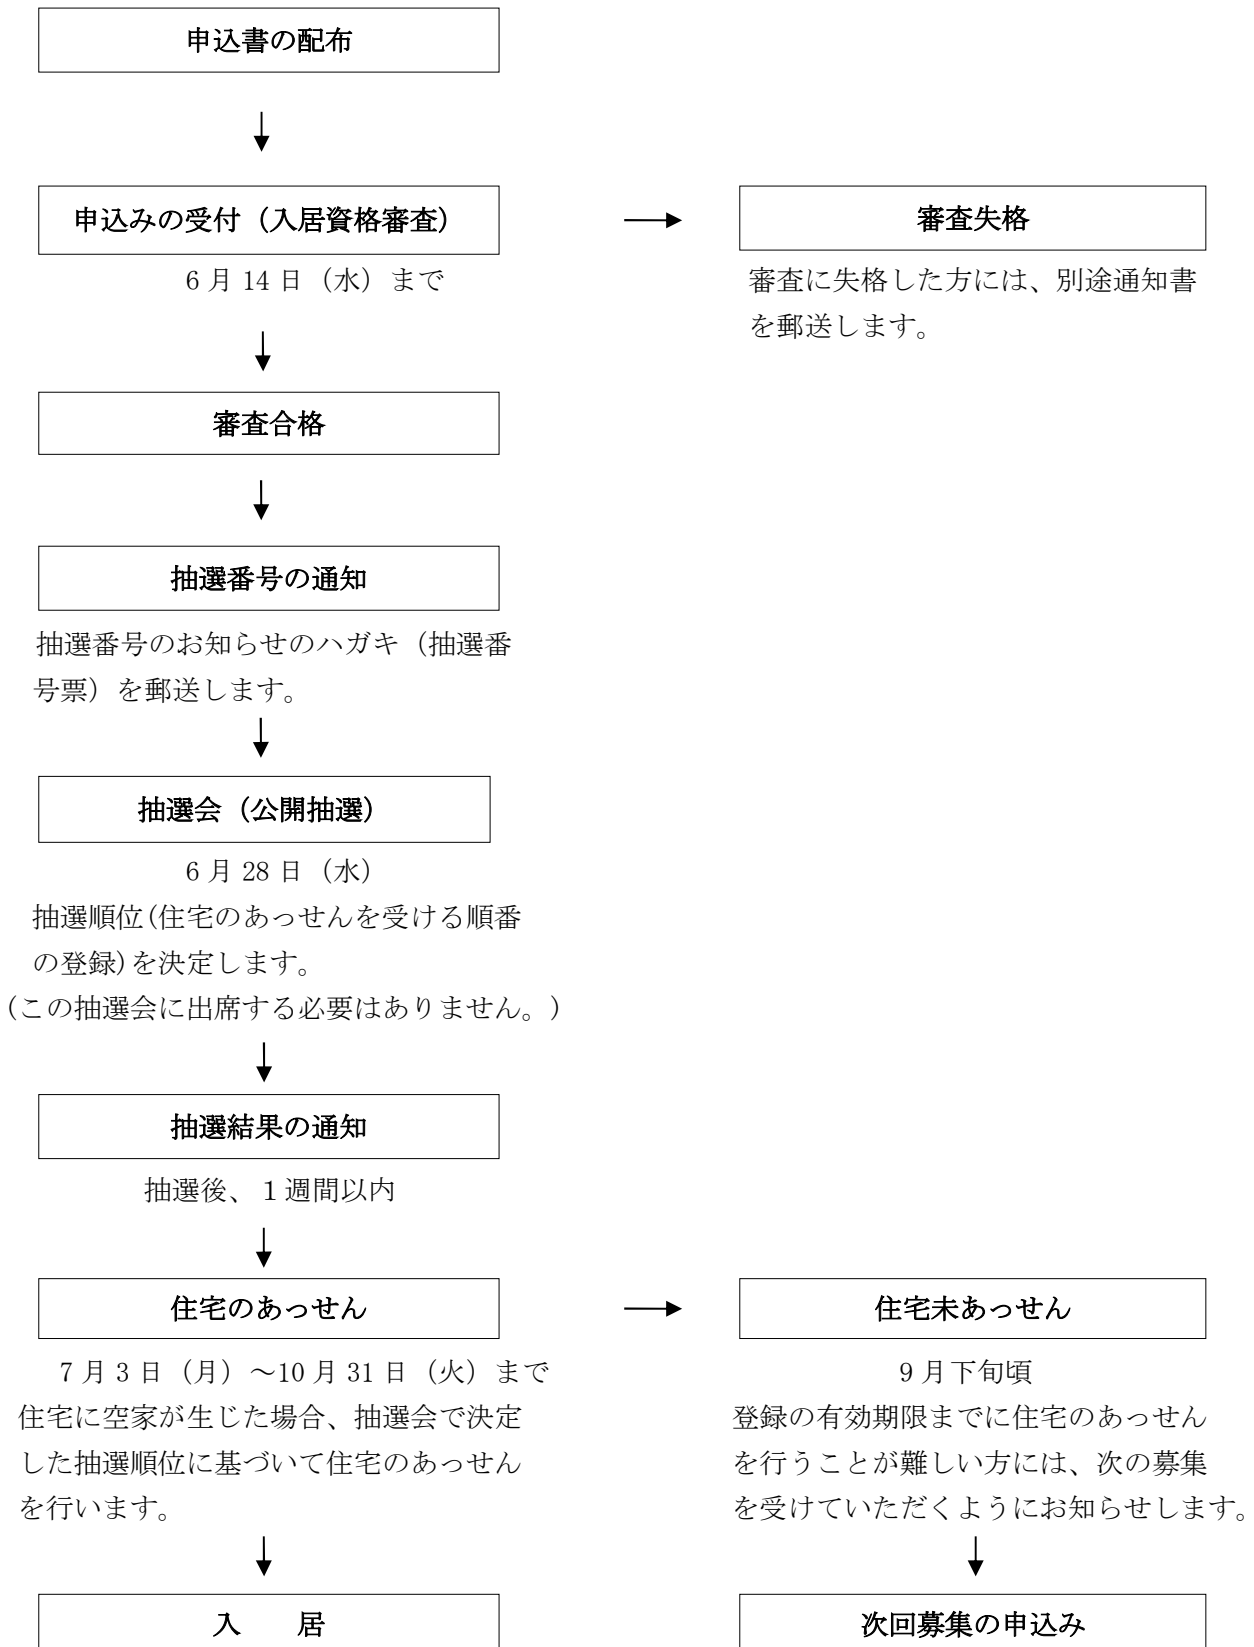 申込書の配布
↓
申込みの受付（入居資格審査）
→
審査失格
6月14日（水）まで
審査に失格した方には、別途通知書
を郵送します。
↓
審査合格
↓
抽選番号の通知
抽選番号のお知らせのハガキ（抽選番
号票）を郵送します。
↓
抽選会（公開抽選）
6月28日（水）
抽選順位(住宅のあっせんを受ける順番
の登録)を決定します。
(この抽選会に出席する必要はありません。)
↓
抽選結果の通知
抽選後、１週間以内
↓
住宅のあっせん
→
住宅未あっせん
7月3日（月）～10月31日（火）まで
住宅に空家が生じた場合、抽選会で決定
した抽選順位に基づいて住宅のあっせん
を行います。
9月下旬頃
登録の有効期限までに住宅のあっせん
を行うことが難しい方には、次の募集
を受けていただくようにお知らせします。
↓
入　　居
↓
次回募集の申込み